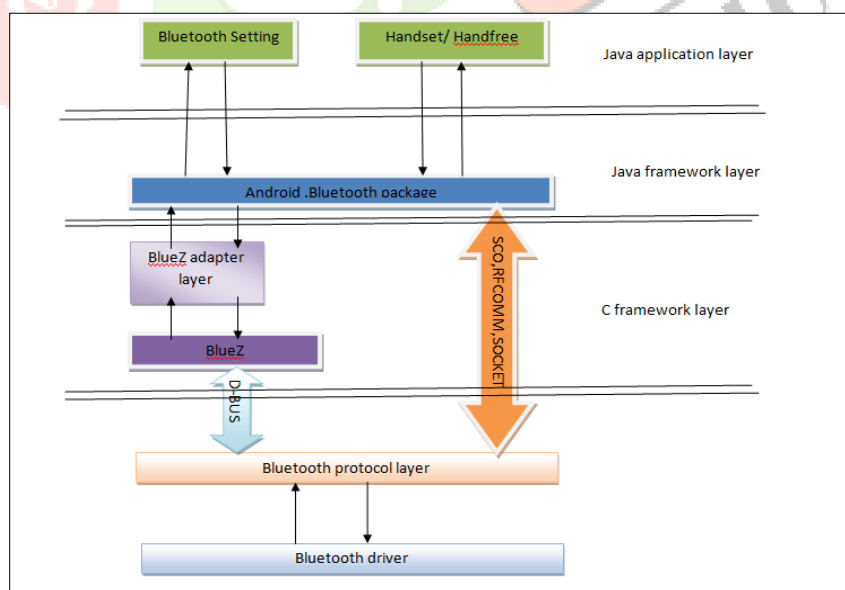 Bluetooth Setting
Handset/ Handfree
Java application layer
Java framework layer
Android .Bluetooth package
BlueZ adapter
layer
SCO,RFCOMM,SOCKET
C framework layer
BlueZ
D-BUS
Bluetooth protocol layer
Bluetooth driver